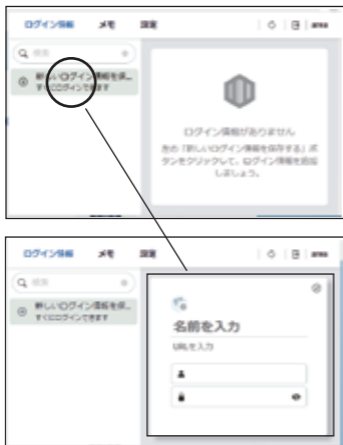 ログイン情報 メモ 設定 area
検索
新しいログイン情報を保...
すぐにログインできます
ログイン情報がありません
左の「新しいログイン情報を保存する」ボ
タンをクリックして、ログイン情報を追加
しましょう。
ログイン情報 メモ 設定 area
検索
新しいログイン情報を保...
すぐにログインできます
名前を入力
URLを入力